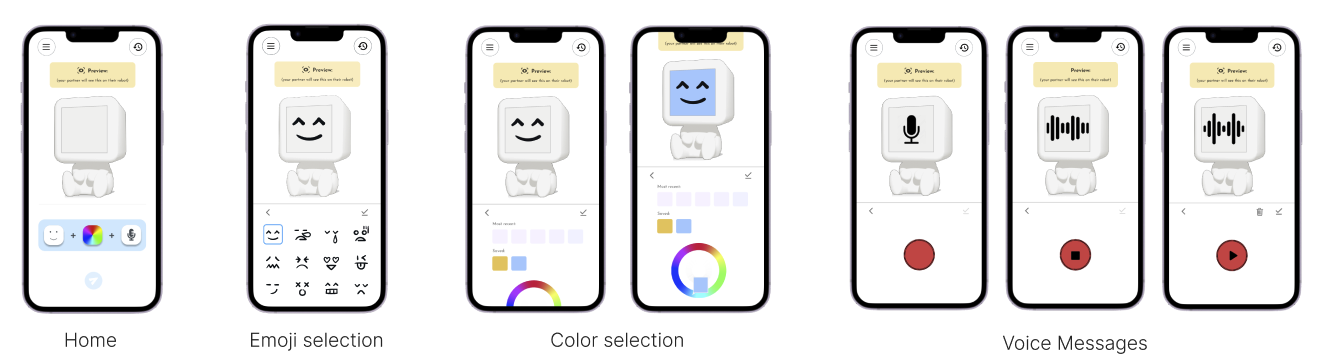 Preview:
(your partner will see this on their robot)
Preview:
(your partner will see this on their robot)
Preview:
(your partner will see this on their robot)
Most recent:
Saved:
(your partner will see this on their robot)
Most recent:
Saved:
Preview:
(your partner will see this on their robot)
Preview:
(your partner will see this on their robot)
Preview:
(your partner will see this on their robot)
Home
Emoji selection
Color selection
Voice Messages